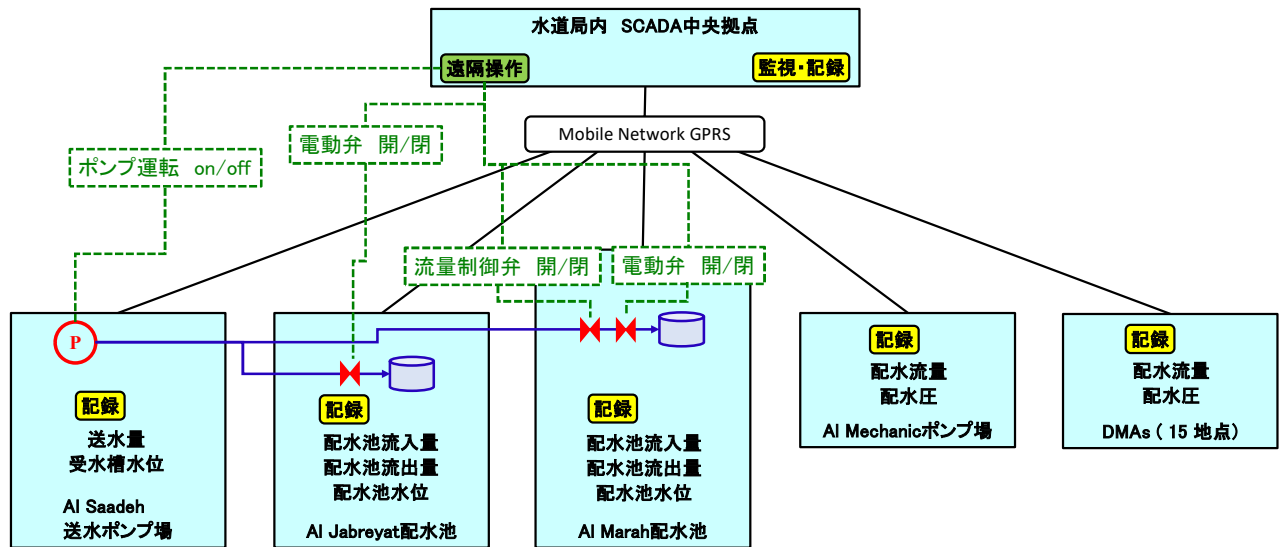 水道局内 SCADA中央拠点
遠隔操作
監視・記録
Mobile Network GPRS
電動弁 開/閉
ポンプ運転 on/off
流量制御弁 開/閉
電動弁 開/閉
P
記録
送水量
受水槽水位
Al Saadeh
送水ポンプ場
記録
配水池流入量
配水池流出量
配水池水位
Al Jabreyat配水池
記録
配水池流入量
配水池流出量
配水池水位
Al Marah配水池
記録
配水流量
配水圧
Al Mechanicポンプ場
記録
配水流量
配水圧
DMAs ( 15 地点)